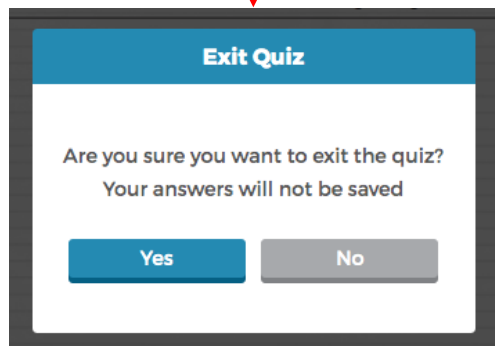 Exit Quiz
Are you sure you want to exit the quiz?
Your answers will not be saved
Yes
No